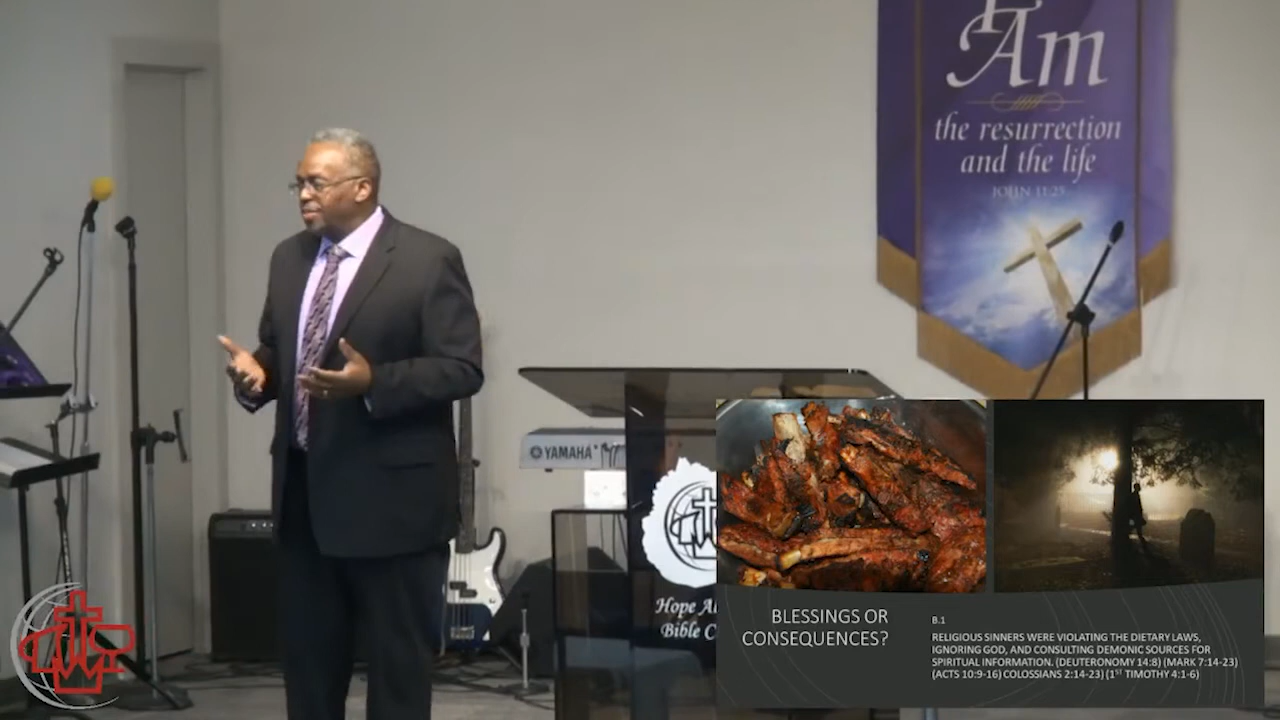 I
Am
the resurrection
and the life
JOHN 11:25
YAMAHA
Hope
Bible
BLESSINGS OR
CONSEQUENCES?
B.1
RELIGIOUS SINNERS WERE VIOLATING THE DIETARY LAWS,
IGNORING GOD, AND CONSULTING DEMONIC SOURCES FOR
SPIRITUAL INFORMATION. (DEUTERONOMY 14:8) (MARK 7:14-23)
(ACTS 10:9-16) COLOSSIANS 2:14-23) (1ST TIMOTHY 4:1-6)